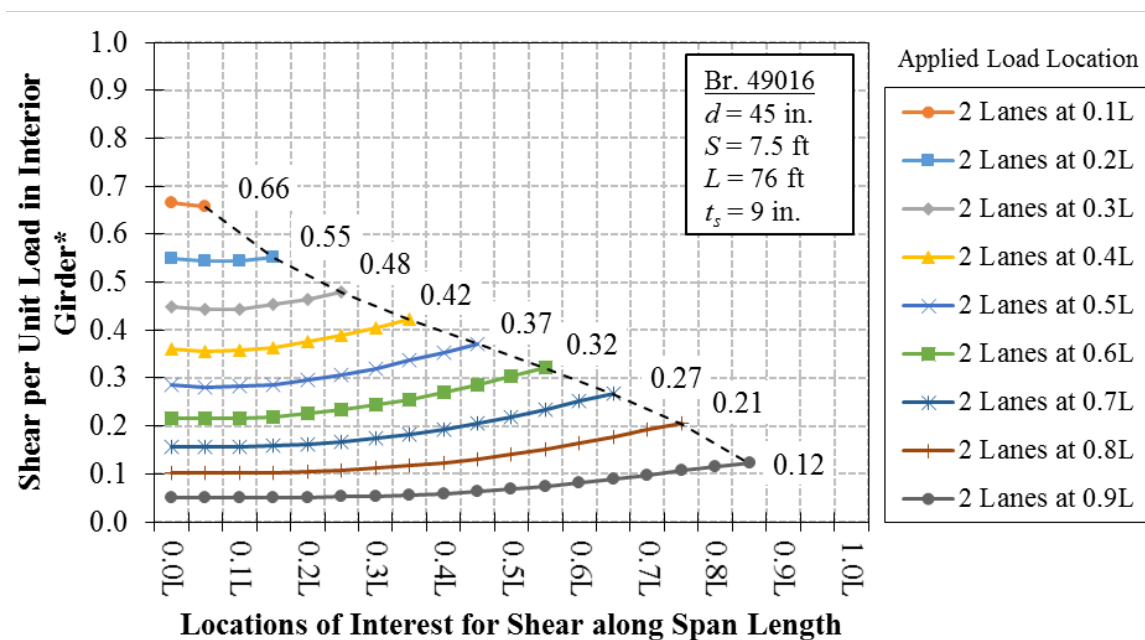 1.0
0.9
0.8
0.7
0.6
0.5
0.4
0.3
0.2
0.1
0.0
Shear per Unit Load in Interior
Girder*
0.66
0.55
0.48
0.42
0.37
0.32
0.27
0.21
0.12
Br. 49016
d = 45 in.
S = 7.5 ft
L = 76 ft
tₛ = 9 in.
0.0L
0.1L
0.2L
0.3L
0.4L
0.5L
0.6L
0.7L
0.8L
0.9L
1.0L
Locations of Interest for Shear along Span Length
Applied Load Location
2 Lanes at 0.1L
2 Lanes at 0.2L
2 Lanes at 0.3L
2 Lanes at 0.4L
2 Lanes at 0.5L
2 Lanes at 0.6L
2 Lanes at 0.7L
2 Lanes at 0.8L
2 Lanes at 0.9L